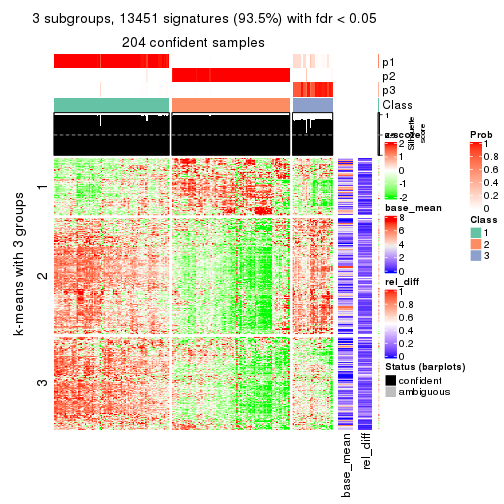 3 subgroups, 13451 signatures (93.5%) with fdr < 0.05
204 confident samples
p1
p2
p3
Class
1
Silhouette
score
k-means with 3 groups
1
2
3
z-score
2
1
0
-1
-2
base_mean
8
6
4
2
0
rel_diff
1
0.8
0.6
0.4
0.2
0
Status (barplots)
confident
ambiguous
Prob
1
0.8
0.6
0.4
0.2
0
Class
1
2
3
base_mean
rel_diff